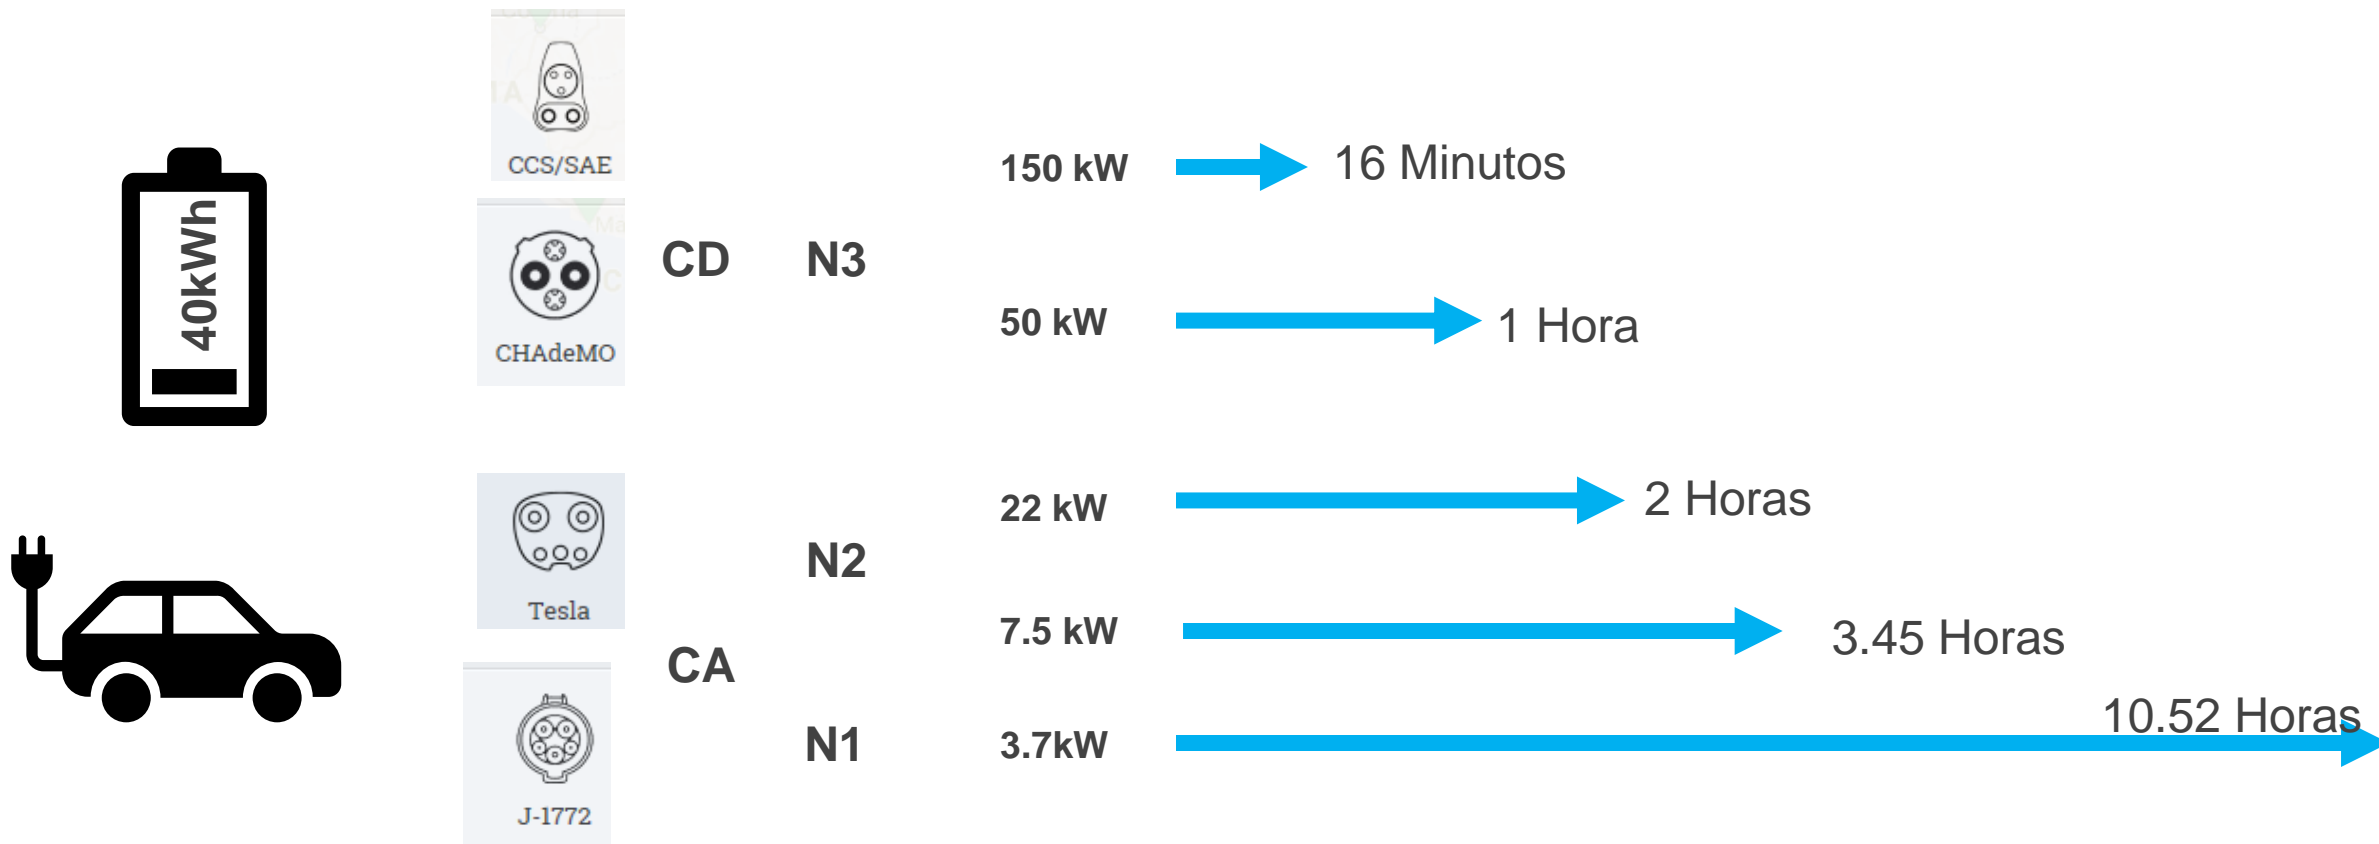 40kWh
CCS/SAE
CHAdeMO
Tesla
J-1772
CD
CA
N3
N2
N1
150 kW
16 Minutos
50 kW
1 Hora
22 kW
2 Horas
7.5 kW
3.45 Horas
3.7kW
10.52 Horas